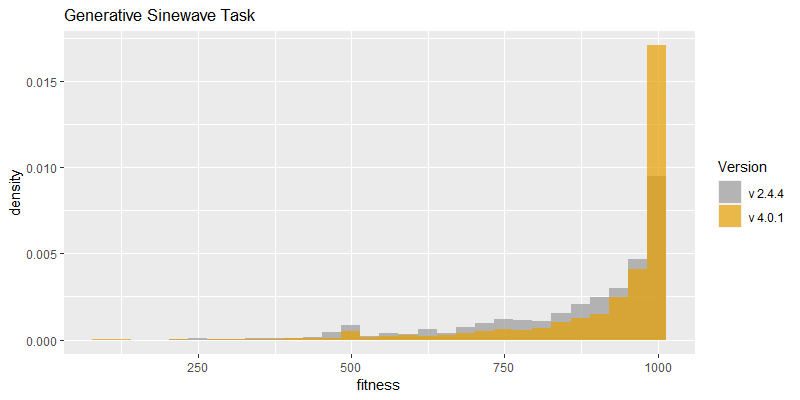 Generative Sinewave Task
density
0.015
0.010
0.005
0.000
250
500
750
1000
fitness
Version
v 2.4.4
v 4.0.1